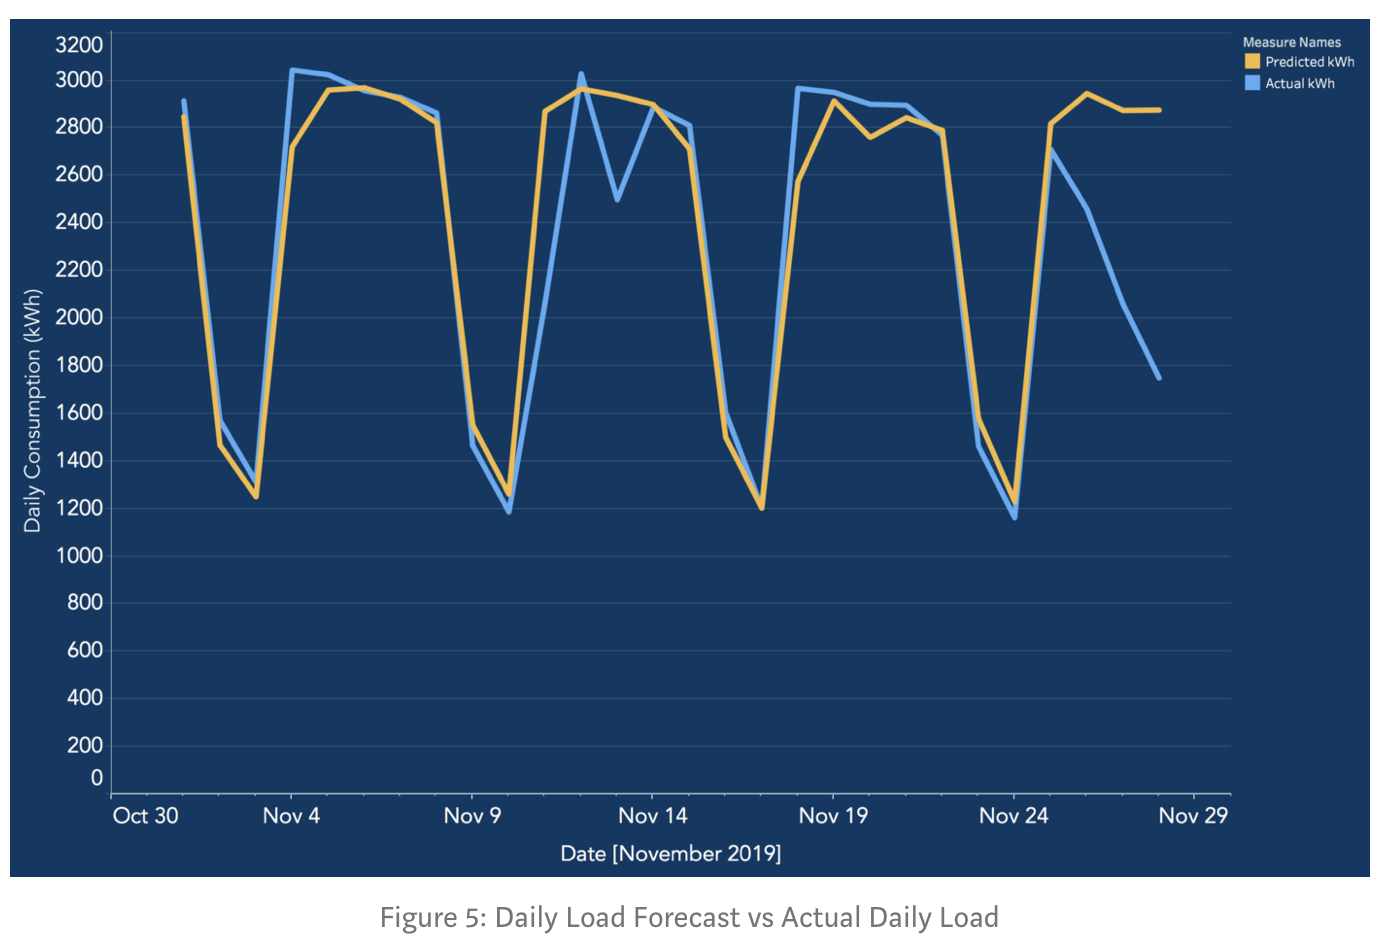 Measure Names
Predicted kWh
Actual kWh
Daily Consumption (kWh)
3200
3000
2800
2600
2400
2200
2000
1800
1600
1400
1200
1000
800
600
400
200
0
Oct 30 Nov 4 Nov 9 Nov 14 Nov 19 Nov 24 Nov 29
Date [November 2019]
Figure 5: Daily Load Forecast vs Actual Daily Load